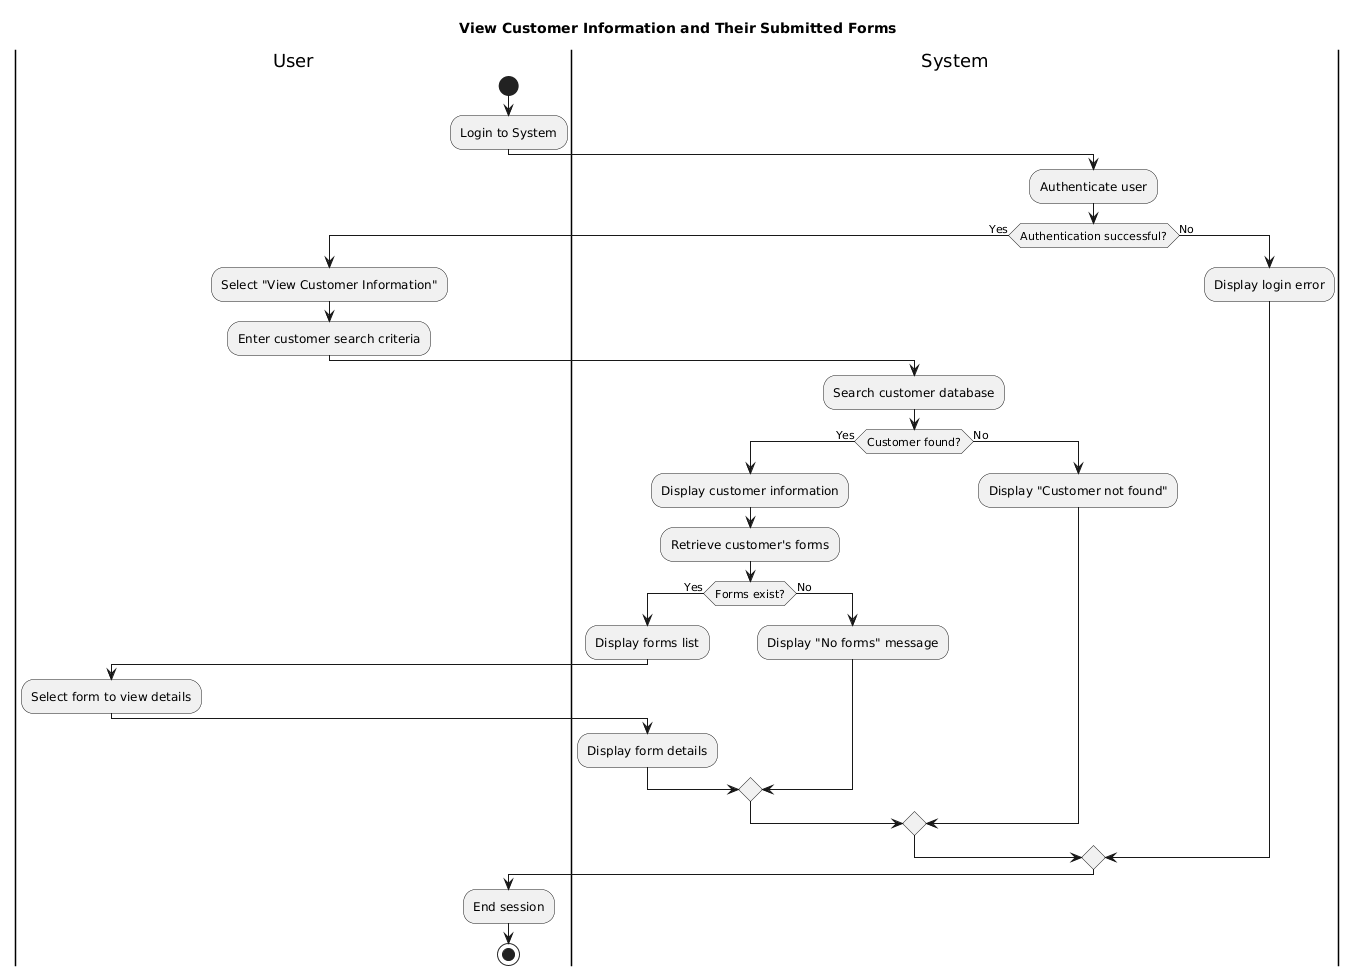 View Customer Information and Their Submitted Forms
User
System
Login to System
Authenticate user
Yes
Authentication successful?
No
Select "View Customer Information"
Display login error
Enter customer search criteria
Search customer database
Yes
Customer found?
No
Display customer information
Display "Customer not found"
Retrieve customer's forms
Yes
Forms exist?
No
Display forms list
Display "No forms" message
Select form to view details
Display form details
End session